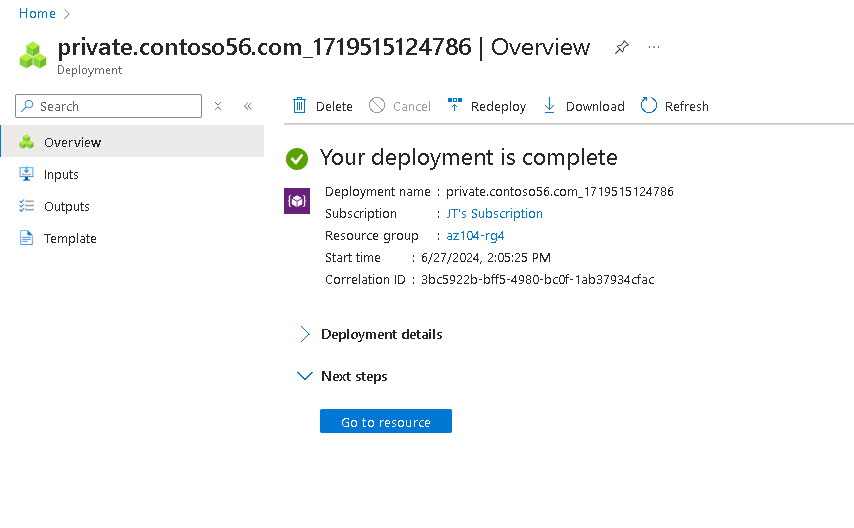 Home
private.contoso56.com_1719515124786 | Overview
Deployment
Search
Delete Cancel Redeploy Download Refresh
Overview
Inputs
Outputs
Template
Your deployment is complete
Deployment name : private.contoso56.com_1719515124786
Subscription : JT's Subscription
Resource group : az104-rg4
Start time : 6/27/2024, 2:05:25 PM
Correlation ID : 3bc5922b-bff5-4980-bc0f-1ab37934cfac
Deployment details
Next steps
Go to resource